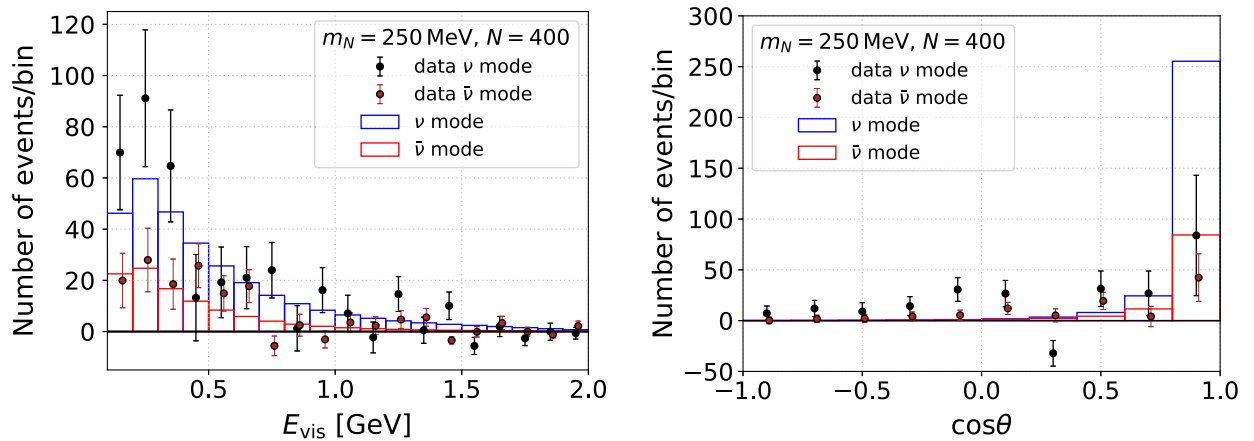 120
100
80
60
40
20
0
Number of events/bin
m_N = 250 MeV, N = 400
data ν mode
data ν̄ mode
ν mode
ν̄ mode
0.5
1.0
1.5
2.0
E_vis [GeV]
300
250
200
150
100
50
0
−50
Number of events/bin
m_N = 250 MeV, N = 400
data ν mode
data ν̄ mode
ν mode
ν̄ mode
−1.0
−0.5
0.0
0.5
1.0
cosθ